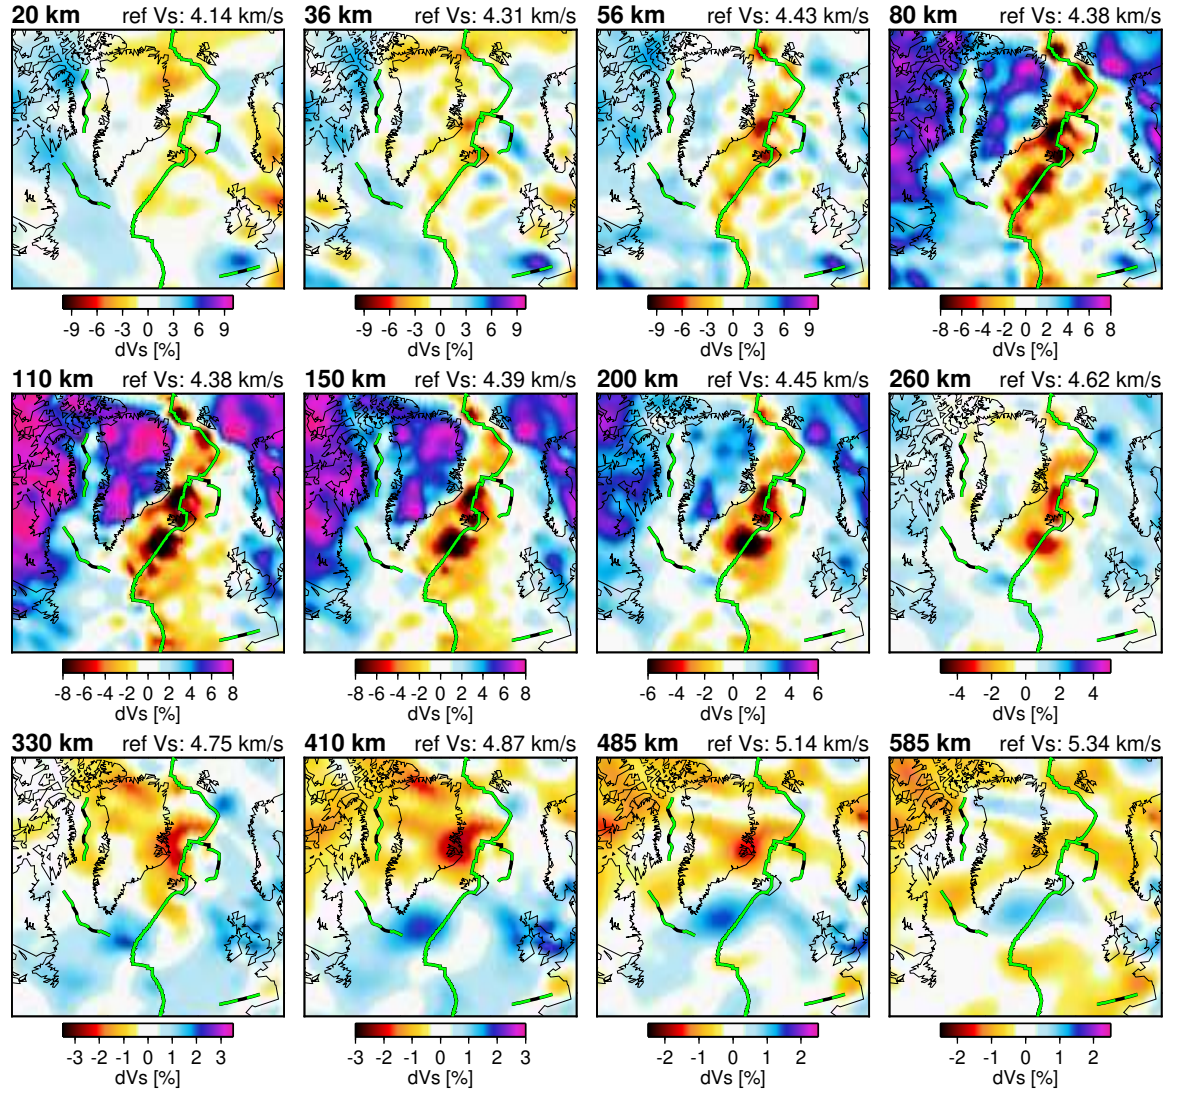 20 km ref Vs: 4.14 km/s
36 km ref Vs: 4.31 km/s
56 km ref Vs: 4.43 km/s
80 km ref Vs: 4.38 km/s
-9 -6 -3 0 3 6 9
-9 -6 -3 0 3 6 9
-9 -6 -3 0 3 6 9
-8 -6 -4 -2 0 2 4 6 8
dVs [%]
dVs [%]
dVs [%]
dVs [%]
110 km ref Vs: 4.38 km/s
150 km ref Vs: 4.39 km/s
200 km ref Vs: 4.45 km/s
260 km ref Vs: 4.62 km/s
-8 -6 -4 -2 0 2 4 6 8
-8 -6 -4 -2 0 2 4 6 8
-6 -4 -2 0 2 4 6
-4 -2 0 2 4
dVs [%]
dVs [%]
dVs [%]
dVs [%]
330 km ref Vs: 4.75 km/s
410 km ref Vs: 4.87 km/s
485 km ref Vs: 5.14 km/s
585 km ref Vs: 5.34 km/s
-3 -2 -1 0 1 2 3
-3 -2 -1 0 1 2 3
-2 -1 0 1 2
-2 -1 0 1 2
dVs [%]
dVs [%]
dVs [%]
dVs [%]